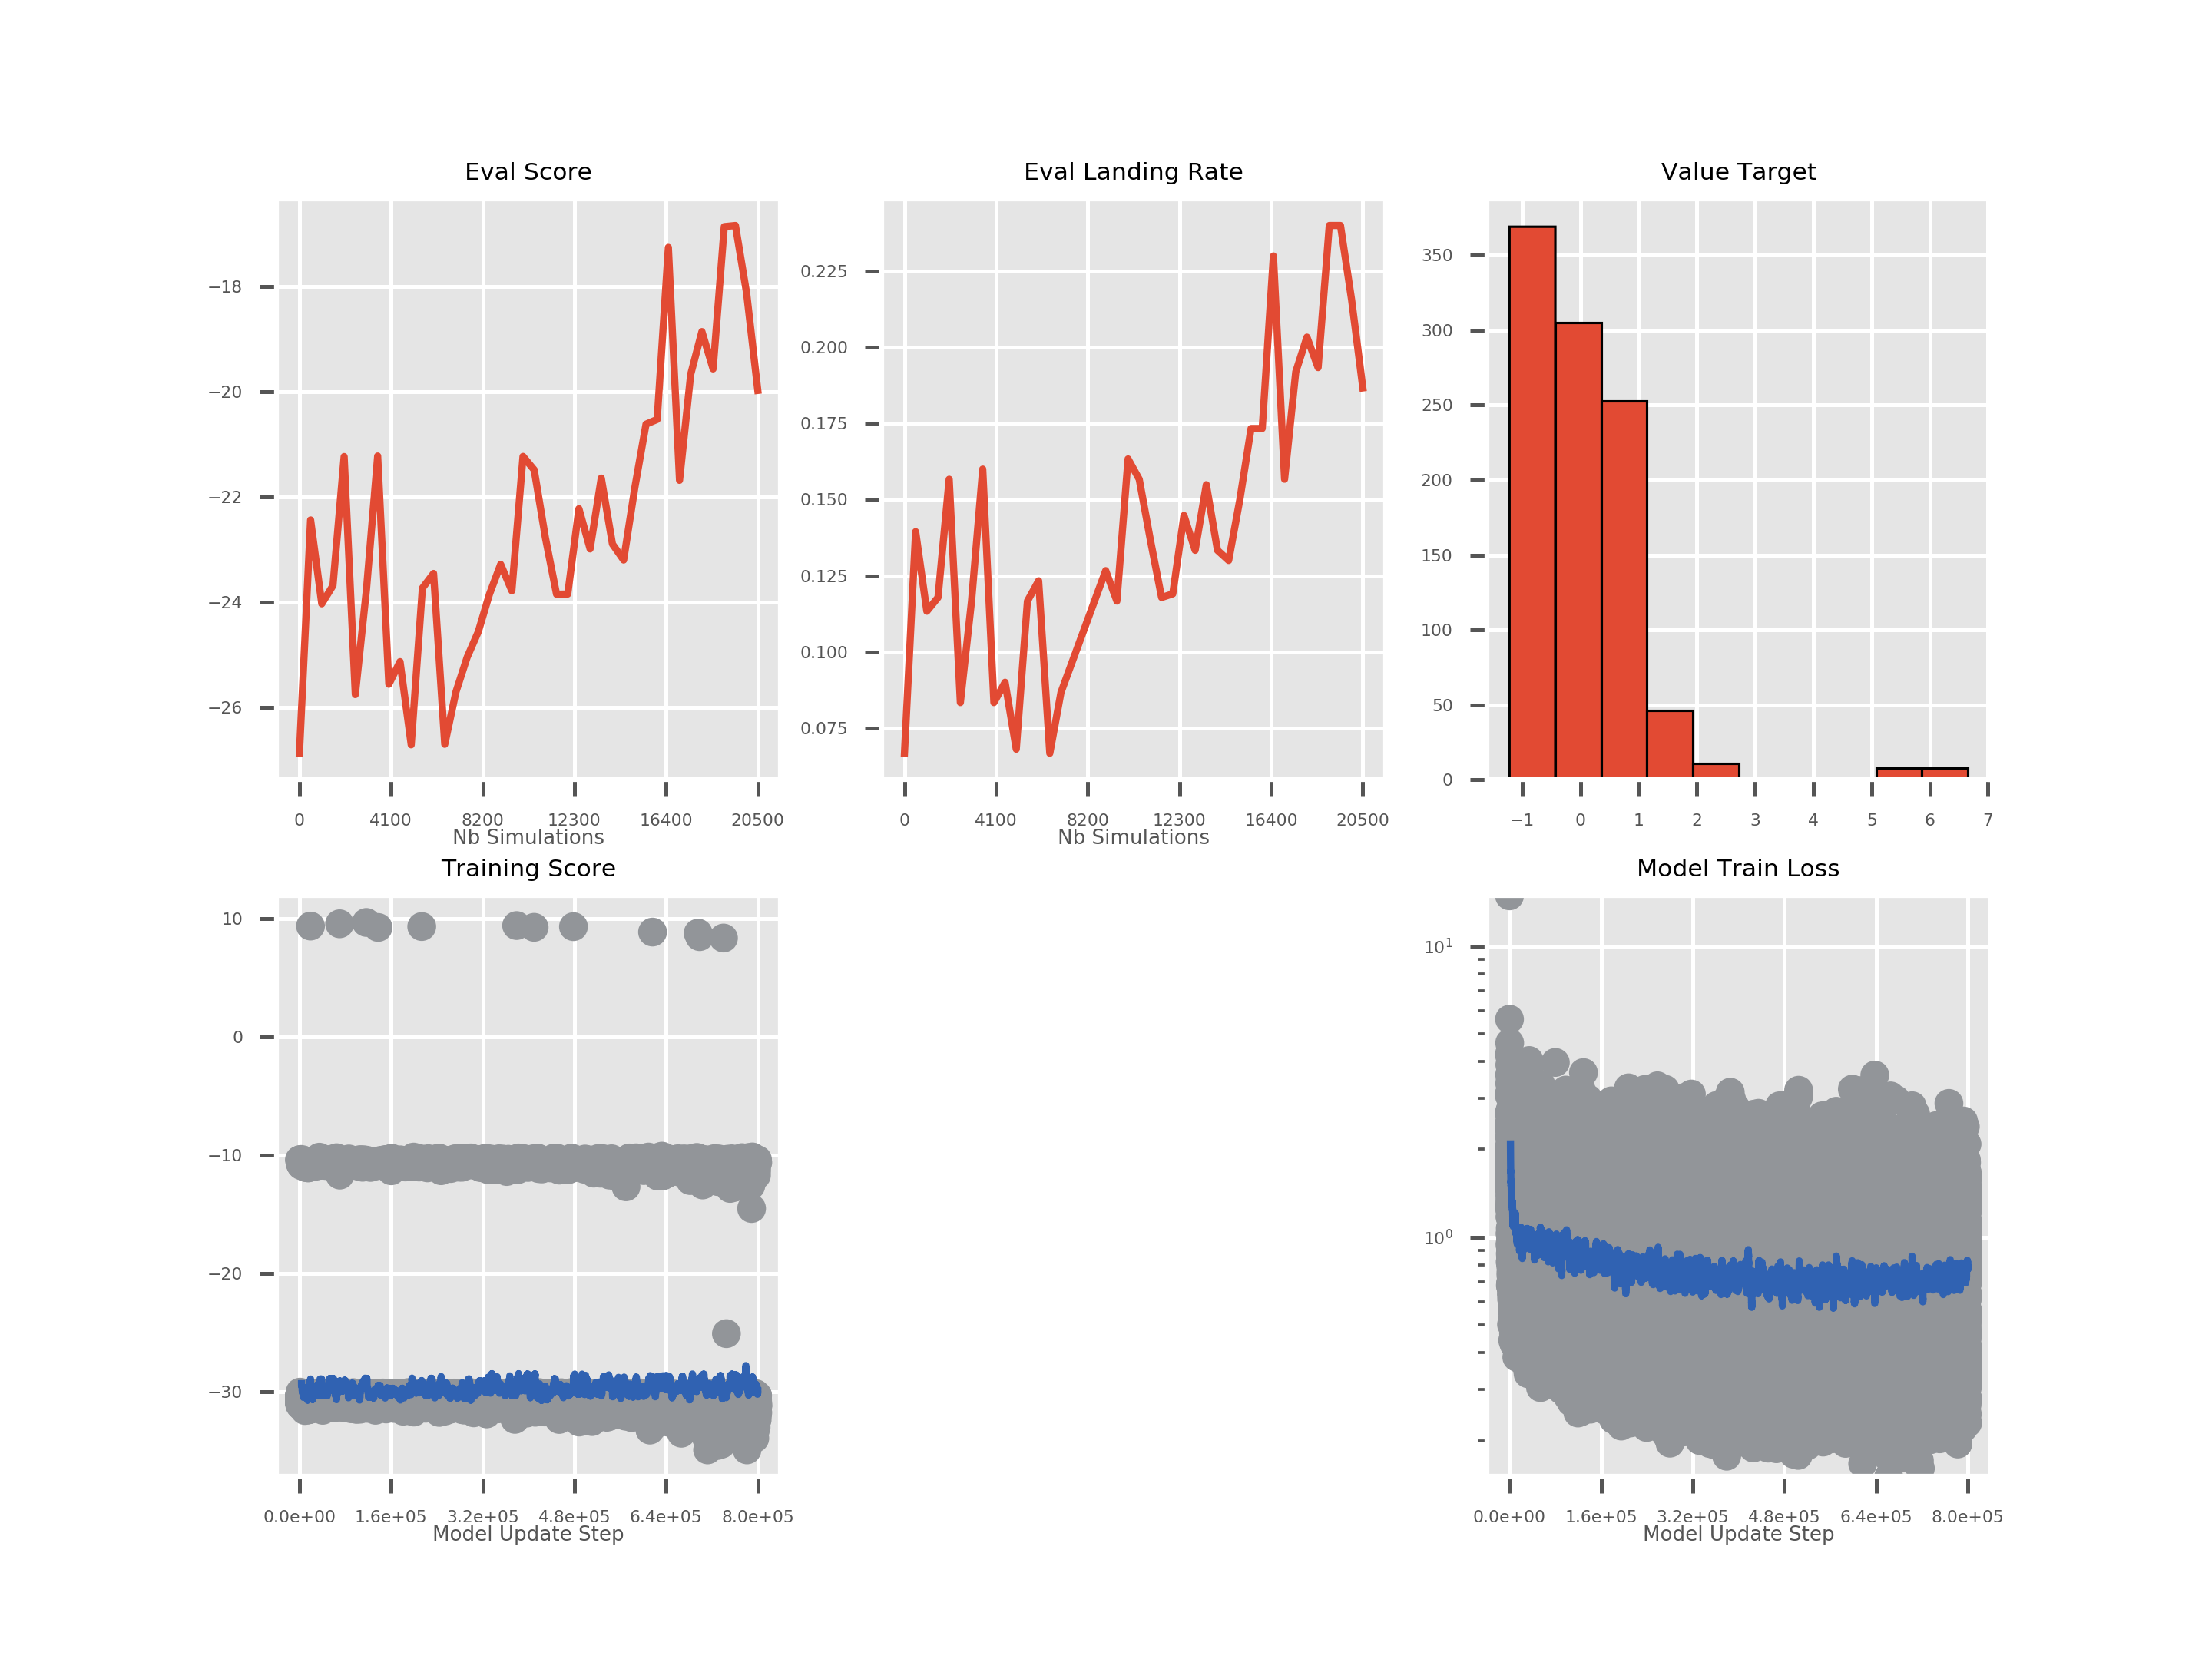 Eval Score
−18
−20
−22
−24
−26
0 4100 8200 12300 16400 20500
Nb Simulations
Eval Landing Rate
0.225
0.200
0.175
0.150
0.125
0.100
0.075
0 4100 8200 12300 16400 20500
Nb Simulations
Value Target
350
300
250
200
150
100
50
0
−1 0 1 2 3 4 5 6 7
Training Score
10
0
−10
−20
−30
0.0e+00 1.6e+05 3.2e+05 4.8e+05 6.4e+05 8.0e+05
Model Update Step
Model Train Loss
10¹
10⁰
0.0e+00 1.6e+05 3.2e+05 4.8e+05 6.4e+05 8.0e+05
Model Update Step